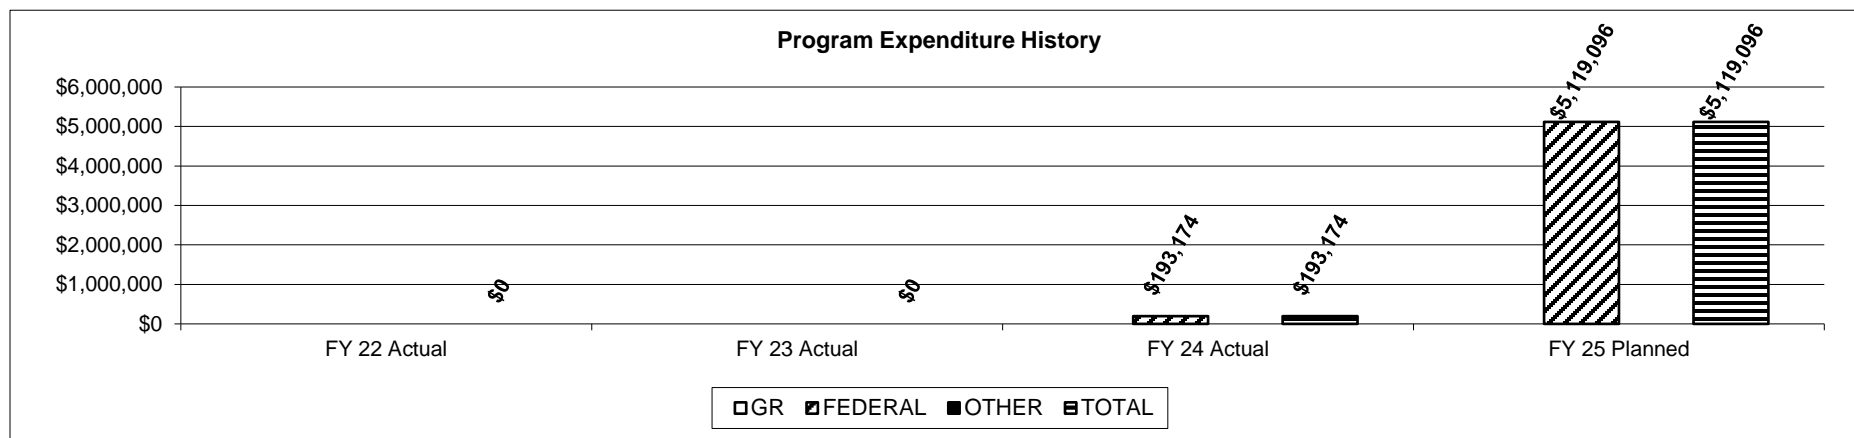 Program Expenditure History
$6,000,000
$5,000,000
$4,000,000
$3,000,000
$2,000,000
$1,000,000
$0
$0
$0
$193,174
$193,174
$5,119,096
$5,119,096
FY 22 Actual
FY 23 Actual
FY 24 Actual
FY 25 Planned
GR FEDERAL OTHER TOTAL